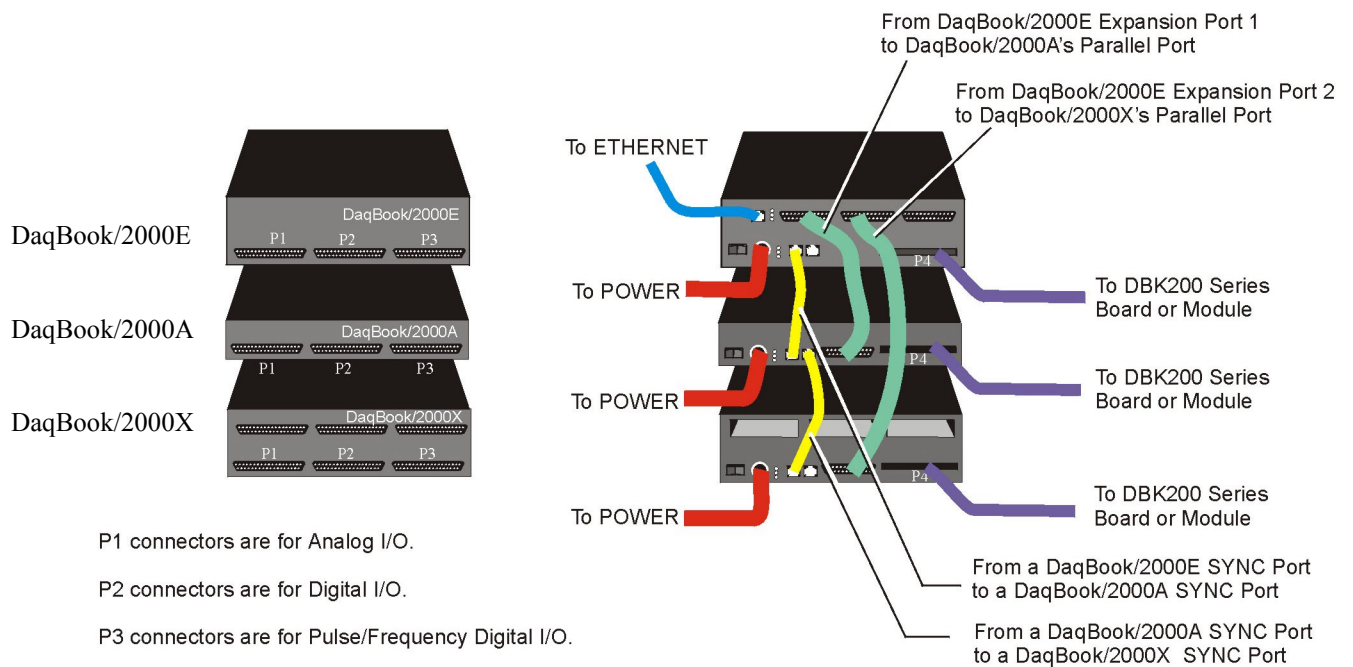 From DaqBook/2000E Expansion Port 1
to DaqBook/2000A's Parallel Port
From DaqBook/2000E Expansion Port 2
to DaqBook/2000X's Parallel Port
To ETHERNET
DaqBook/2000E
DaqBook/2000E
P1 P2 P3
P4
To POWER
To DBK200 Series
Board or Module
DaqBook/2000A
DaqBook/2000A
P1 P2 P3
P4
To POWER
To DBK200 Series
Board or Module
DaqBook/2000X
DaqBook/2000X
P1 P2 P3
P4
To POWER
To DBK200 Series
Board or Module
P1 connectors are for Analog I/O.
P2 connectors are for Digital I/O.
P3 connectors are for Pulse/Frequency Digital I/O.
From a DaqBook/2000E SYNC Port
to a DaqBook/2000A SYNC Port
From a DaqBook/2000A SYNC Port
to a DaqBook/2000X SYNC Port